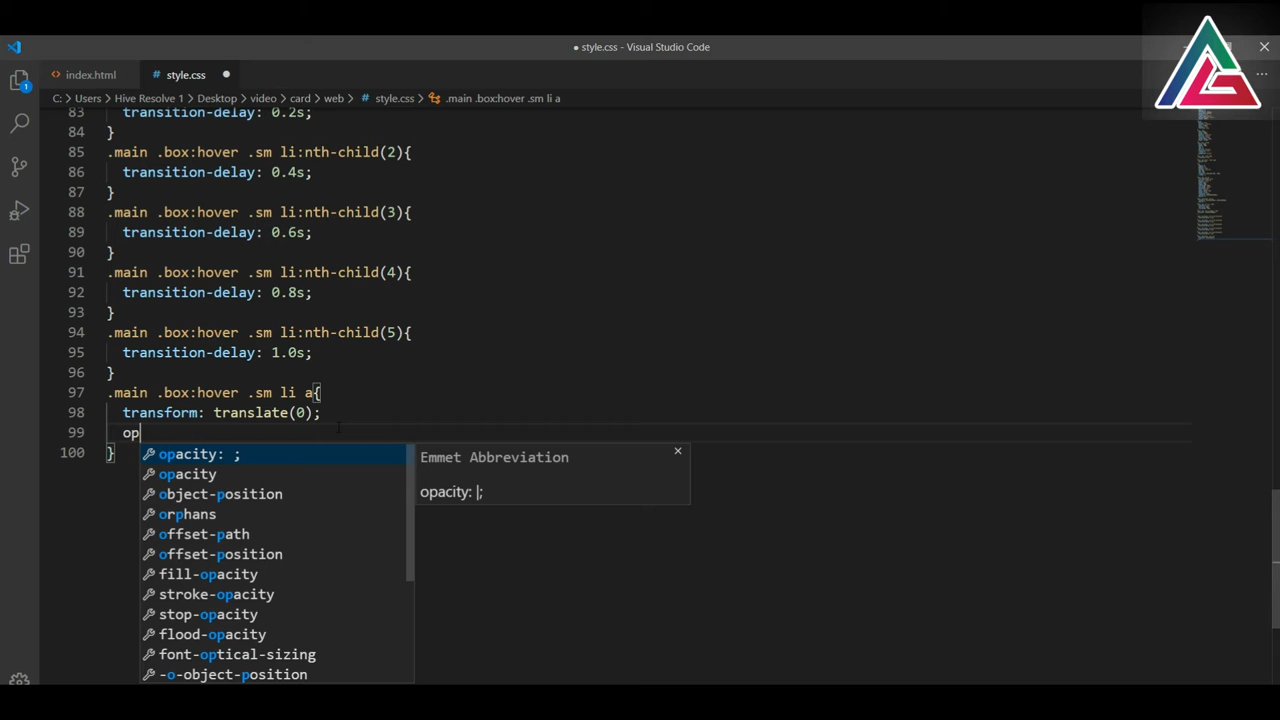 ● style.css - Visual Studio Code
index.html
# style.css ●
C: > Users > Hive Resolve 1 > Desktop > video > card > web > # style.css > .main .box:hover .sm li a
83 transition-delay: 0.2s;
84 }
85 .main .box:hover .sm li:nth-child(2){
86 transition-delay: 0.4s;
87 }
88 .main .box:hover .sm li:nth-child(3){
89 transition-delay: 0.6s;
90 }
91 .main .box:hover .sm li:nth-child(4){
92 transition-delay: 0.8s;
93 }
94 .main .box:hover .sm li:nth-child(5){
95 transition-delay: 1.0s;
96 }
97 .main .box:hover .sm li a{
98 transform: translate(0);
99 op
100 }
opacity: ;
opacity
object-position
orphans
offset-path
offset-position
fill-opacity
stroke-opacity
stop-opacity
flood-opacity
font-optical-sizing
-o-object-position
Emmet Abbreviation
opacity: |;
1